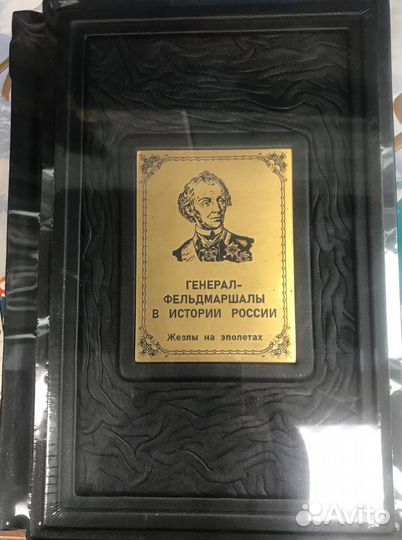 ГЕНЕРАЛ-
ФЕЛЬДМАРШАЛЫ
В ИСТОРИИ РОССИИ
Жезлы на эполетах
Avito